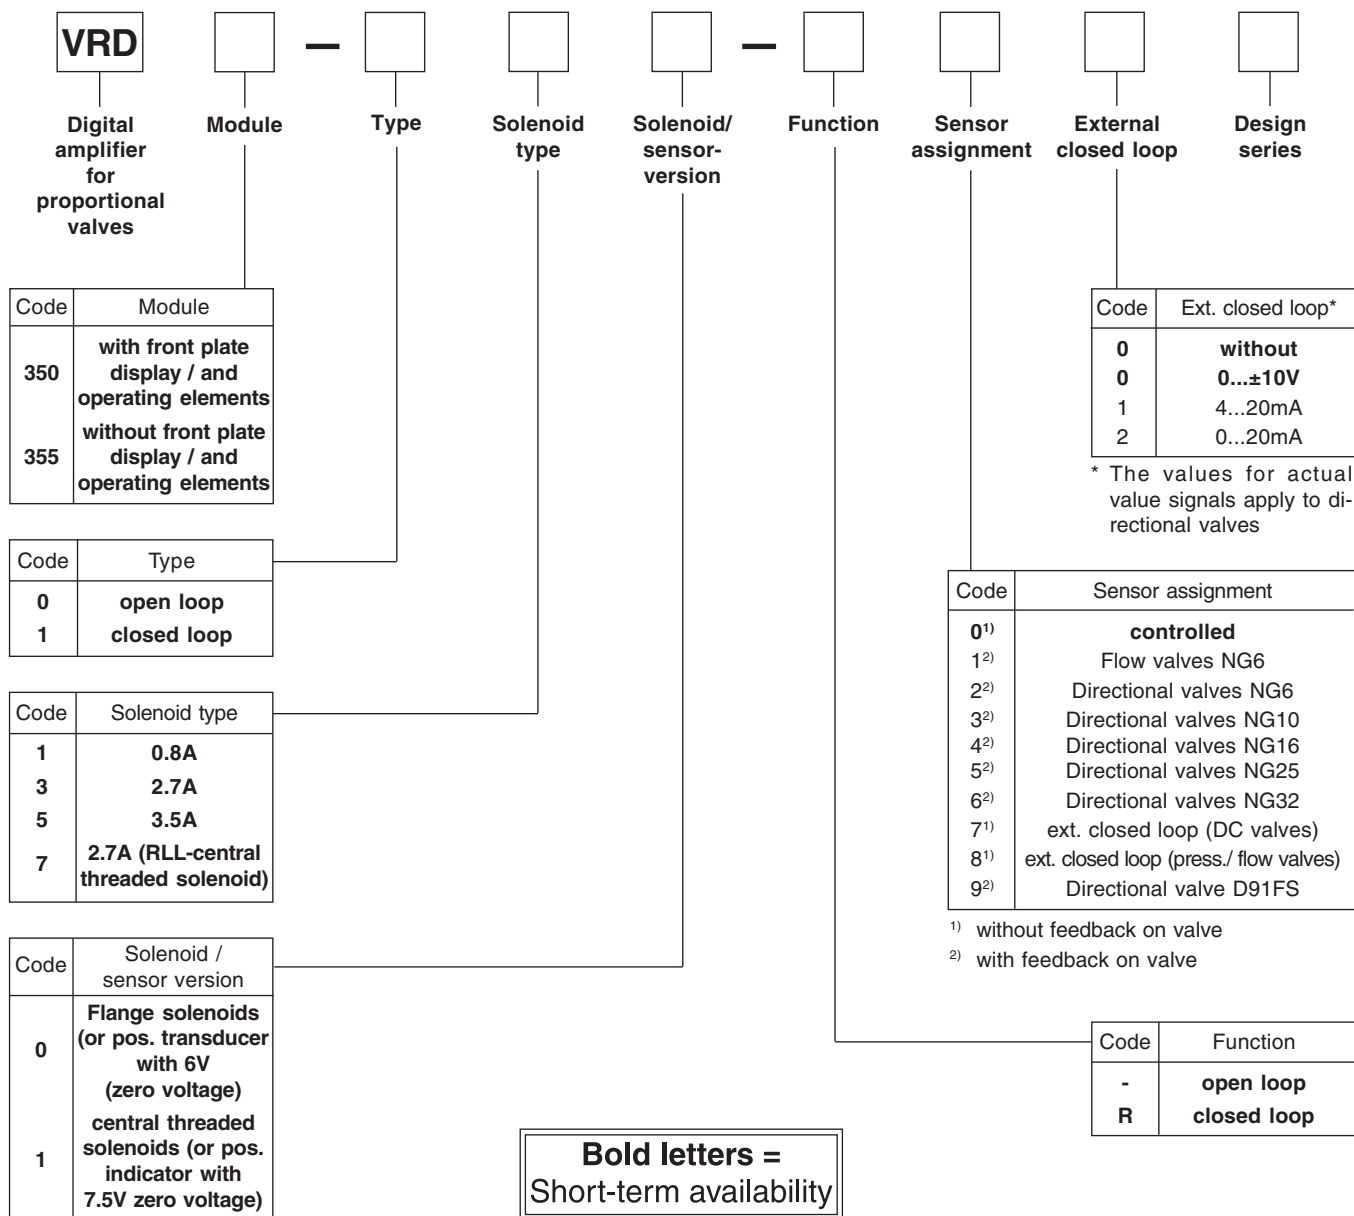 VRD — —
Digital amplifier for proportional valves
Module
Type
Solenoid type
Solenoid/ sensor- version
Function
Sensor assignment
External closed loop
Design series
Code Module
350 with front plate display / and operating elements
355 without front plate display / and operating elements
Code Type
0 open loop
1 closed loop
Code Solenoid type
1 0.8A
3 2.7A
5 3.5A
7 2.7A (RLL-central threaded solenoid)
Code Solenoid / sensor version
0 Flange solenoids (or pos. transducer with 6V (zero voltage)
1 central threaded solenoids (or pos. indicator with 7.5V zero voltage)
Code Ext. closed loop*
0 without
0 0...±10V
1 4...20mA
2 0...20mA
* The values for actual
value signals apply to di-
rectional valves
Code Sensor assignment
0¹⁾ controlled
1²⁾ Flow valves NG6
2²⁾ Directional valves NG6
3²⁾ Directional valves NG10
4²⁾ Directional valves NG16
5²⁾ Directional valves NG25
6²⁾ Directional valves NG32
7¹⁾ ext. closed loop (DC valves)
8¹⁾ ext. closed loop (press./ flow valves)
9²⁾ Directional valve D91FS
¹⁾ without feedback on valve
²⁾ with feedback on valve
Code Function
- open loop
R closed loop
Bold letters =
Short-term availability